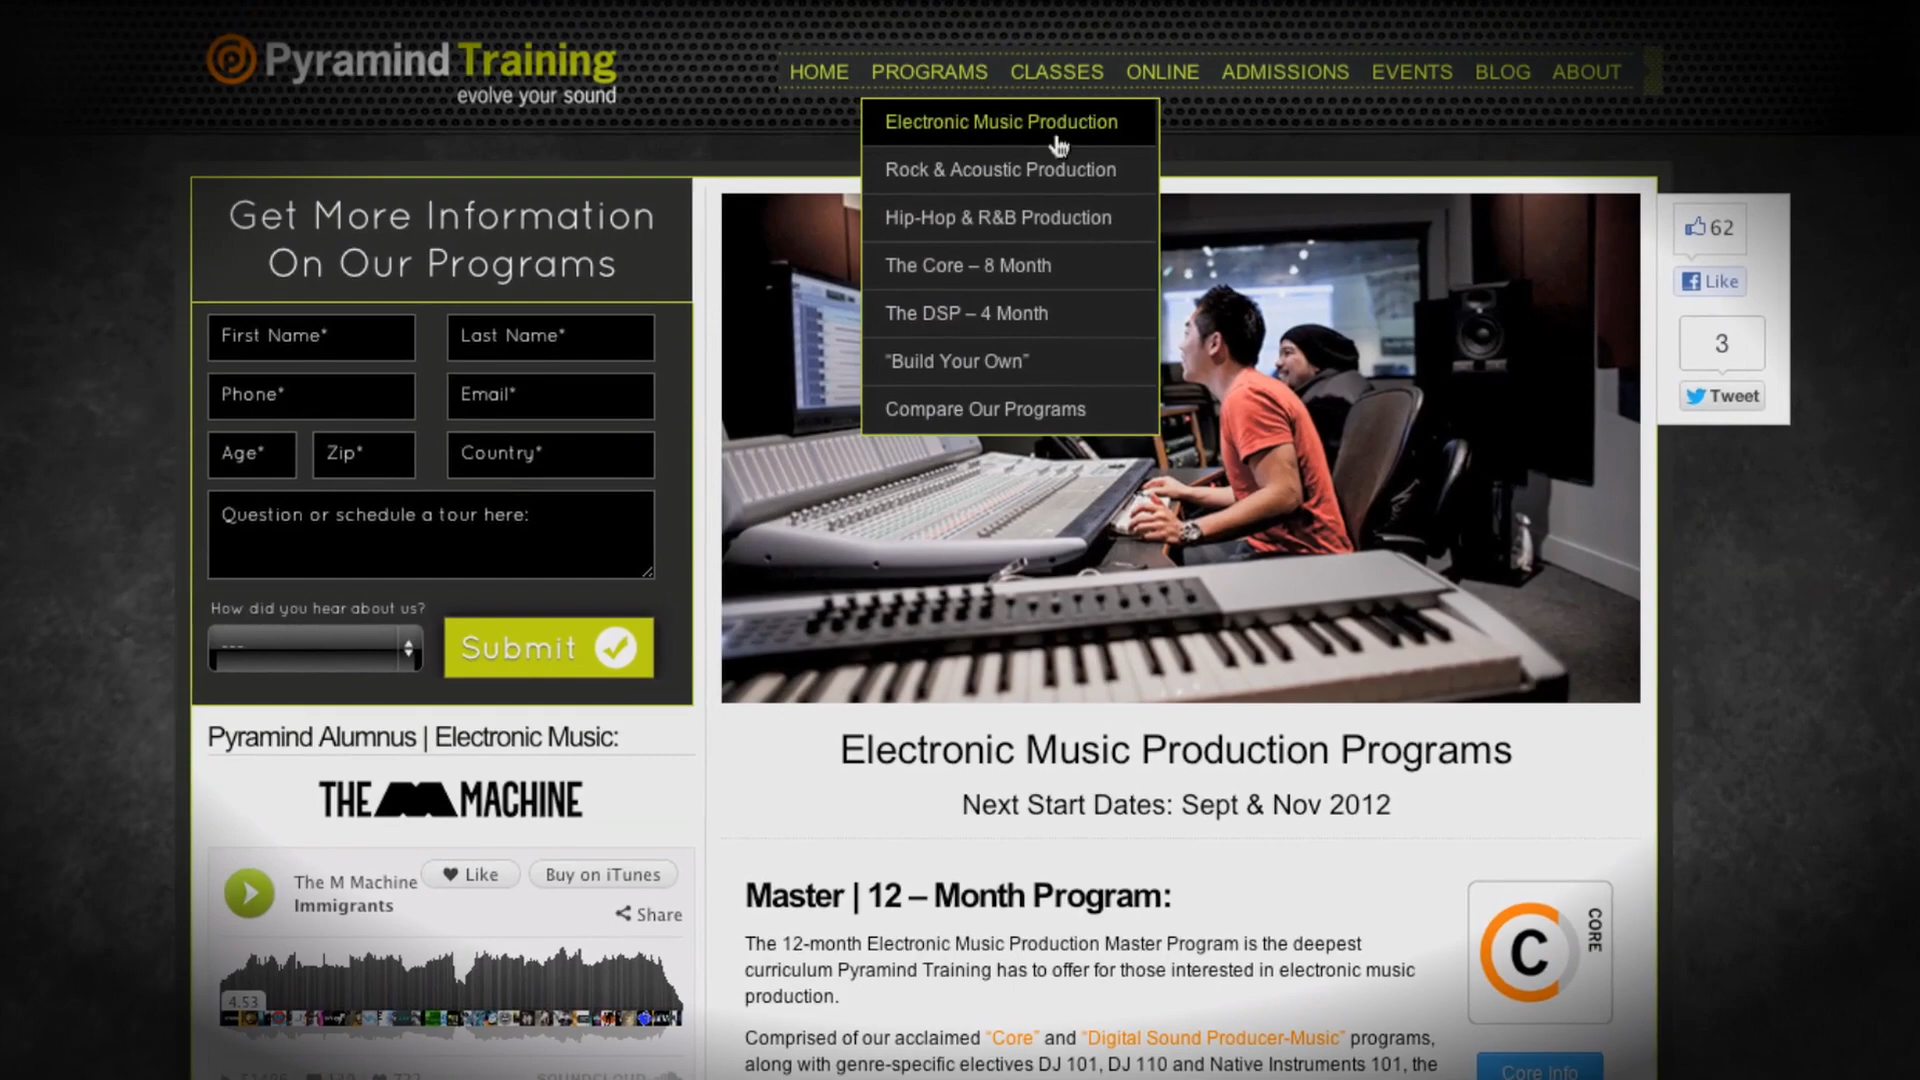 Pyramind Training
evolve your sound
HOME PROGRAMS CLASSES ONLINE ADMISSIONS EVENTS BLOG ABOUT
Electronic Music Production
Rock & Acoustic Production
Hip-Hop & R&B Production
The Core – 8 Month
The DSP – 4 Month
“Build Your Own”
Compare Our Programs
Get More Information
On Our Programs
First Name*
Last Name*
Phone*
Email*
Age*
Zip*
Country*
Question or schedule a tour here:
How did you hear about us?
---
Submit
62
Like
3
Tweet
Pyramind Alumnus | Electronic Music:
THE M MACHINE
The M Machine
Immigrants
Like
Buy on iTunes
Share
4.53
Electronic Music Production Programs
Next Start Dates: Sept & Nov 2012
Master | 12 – Month Program:
The 12-month Electronic Music Production Master Program is the deepest
curriculum Pyramind Training has to offer for those interested in electronic music
production.
Comprised of our acclaimed “Core” and “Digital Sound Producer-Music” programs,
along with genre-specific electives DJ 101, DJ 110 and Native Instruments 101, the
C
CORE
Core Info